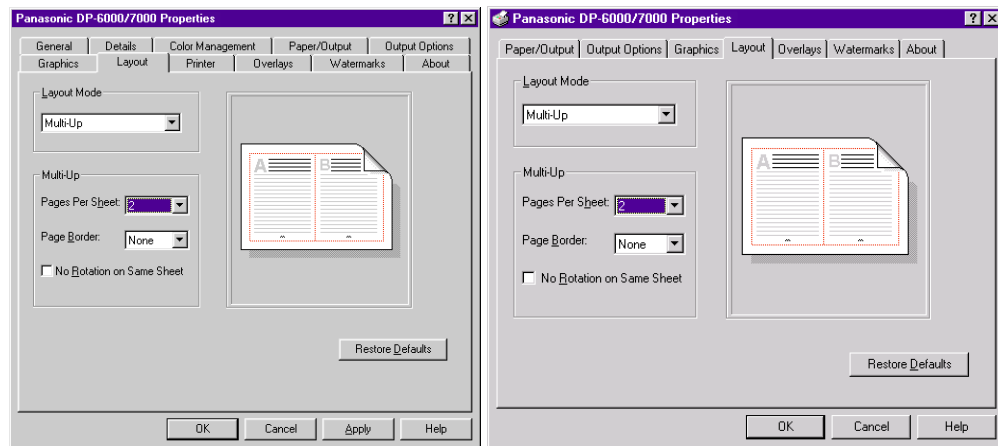 Panasonic DP-6000/7000 Properties
General Details Color Management Paper/Output Output Options
Graphics Layout Printer Overlays Watermarks About
Layout Mode
Multi-Up
Multi-Up
Pages Per Sheet: 2
Page Border: None
No Rotation on Same Sheet
A B
Restore Defaults
OK Cancel Apply Help
Panasonic DP-6000/7000 Properties
Paper/Output Output Options Graphics Layout Overlays Watermarks About
Layout Mode
Multi-Up
Multi-Up
Pages Per Sheet: 2
Page Border: None
No Rotation on Same Sheet
A B
Restore Defaults
OK Cancel Help